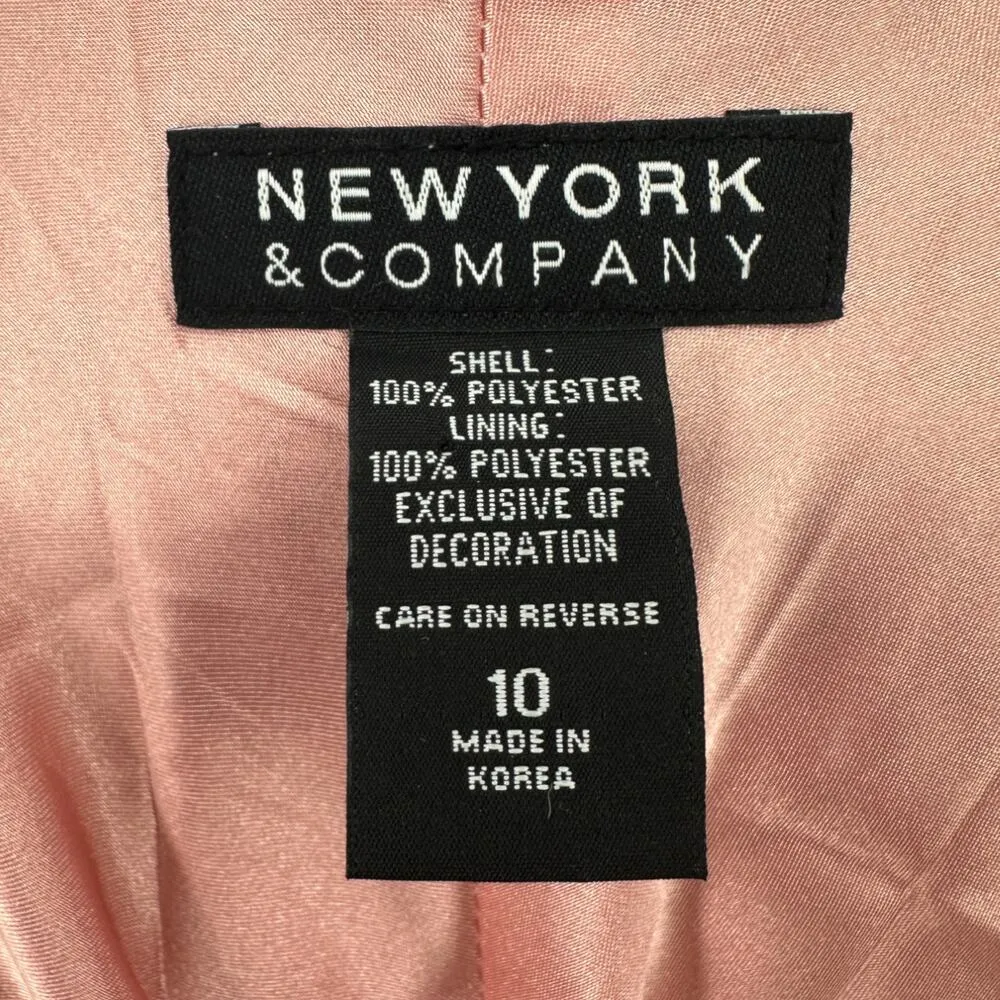 NEW YORK
& COMPANY
SHELL:
100% POLYESTER
LINING:
100% POLYESTER
EXCLUSIVE OF
DECORATION
CARE ON REVERSE
10
MADE IN
KOREA